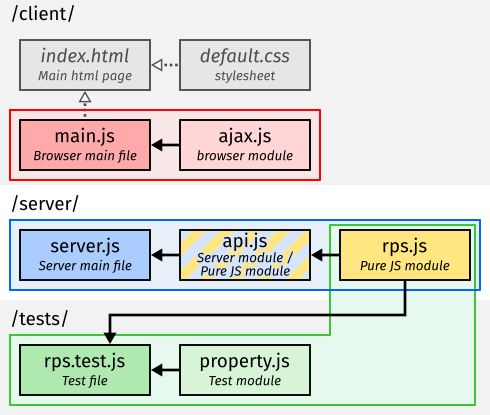 /client/
index.html
Main html page
default.css
stylesheet
main.js
Browser main file
ajax.js
browser module
/server/
server.js
Server main file
api.js
Server module /
Pure JS module
rps.js
Pure JS module
/tests/
rps.test.js
Test file
property.js
Test module